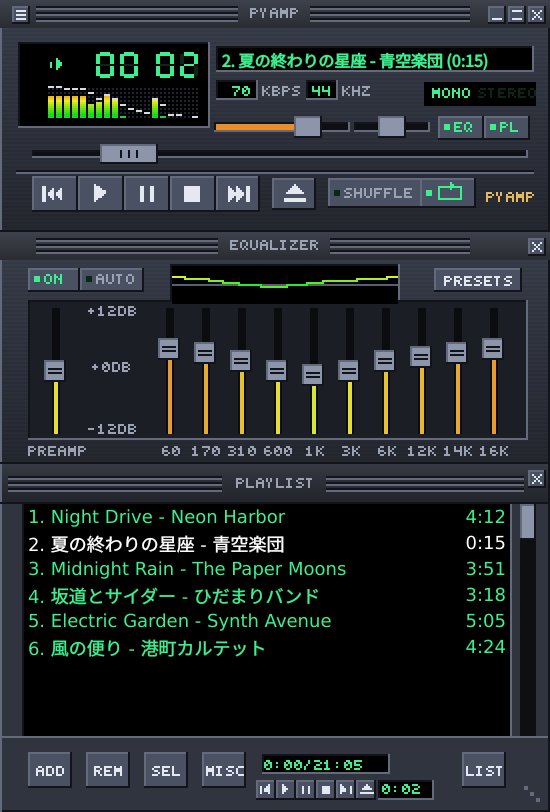 PYAMP
00 02
2. 夏の終わりの星座 - 青空楽団 (0:15)
70 KBPS 44 KHZ
MONO STEREO
EQ PL
SHUFFLE
PYAMP
EQUALIZER
ON AUTO
PRESETS
+12DB
+0DB
-12DB
PREAMP 60 170 310 600 1K 3K 6K 12K 14K 16K
PLAYLIST
1. Night Drive - Neon Harbor 4:12
2. 夏の終わりの星座 - 青空楽団 0:15
3. Midnight Rain - The Paper Moons 3:51
4. 坂道とサイダー - ひだまりバンド 3:18
5. Electric Garden - Synth Avenue 5:05
6. 風の便り - 港町カルテット 4:24
ADD REM SEL MISC
0:00/21:05
0:02
LIST